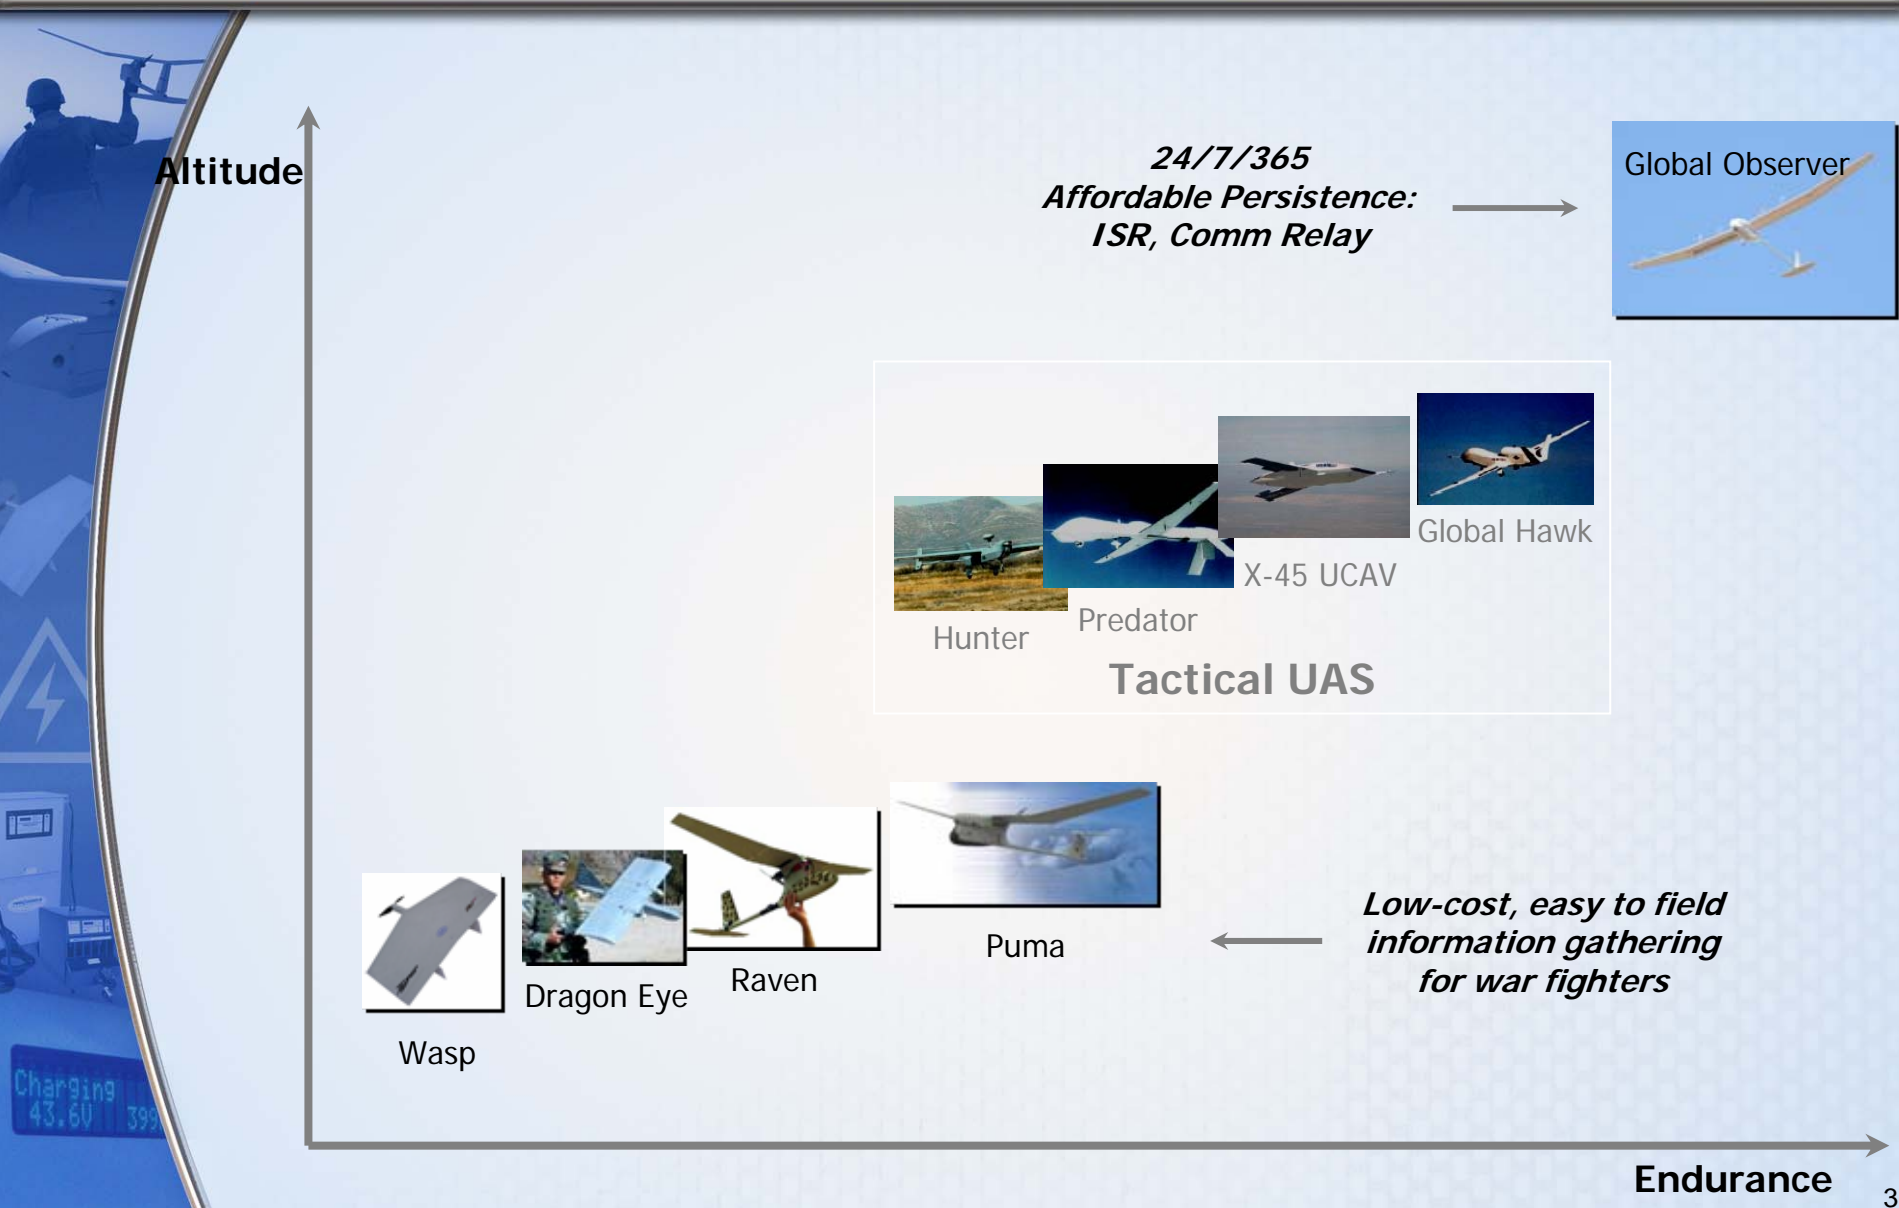 Altitude
24/7/365
Affordable Persistence:
ISR, Comm Relay
Global Observer
Global Hawk
X-45 UCAV
Predator
Hunter
Tactical UAS
Puma
Raven
Dragon Eye
Wasp
Low-cost, easy to field
information gathering
for war fighters
Charging
43.6V 399
Endurance
3